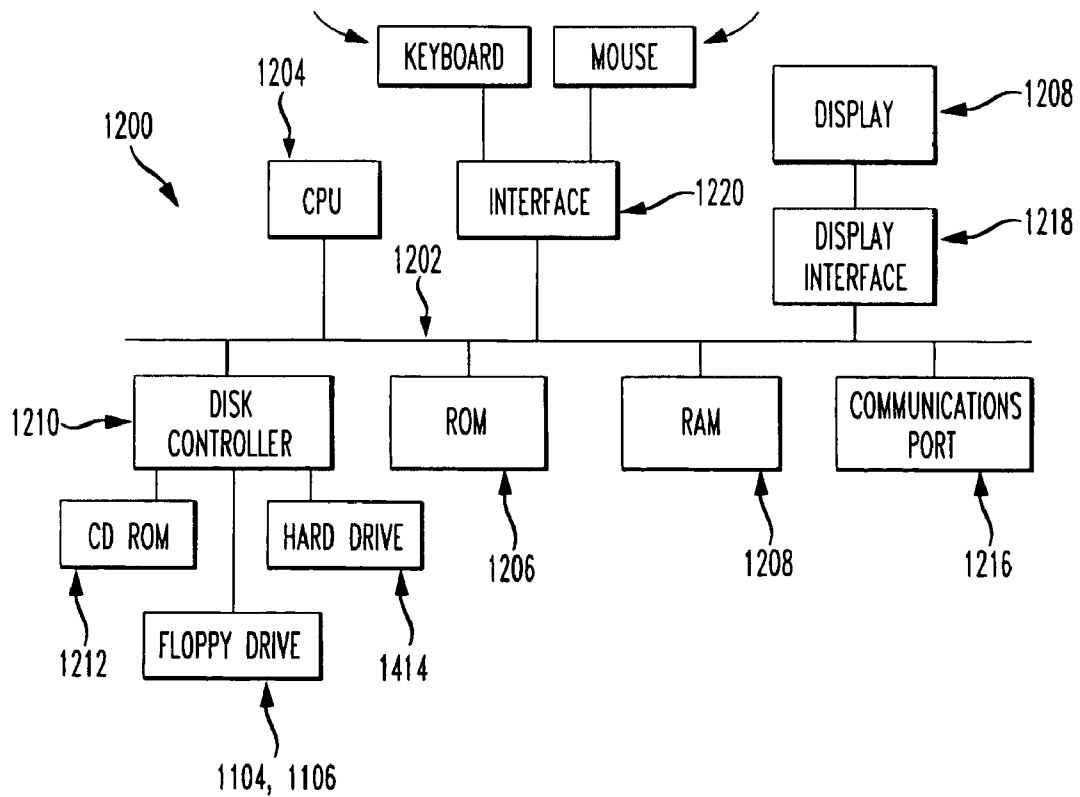 KEYBOARD
MOUSE
1204
1200
DISPLAY
1208
CPU
INTERFACE
1220
DISPLAY
INTERFACE
1218
1202
1210
DISK
CONTROLLER
ROM
RAM
COMMUNICATIONS
PORT
CD ROM
HARD DRIVE
1206
1208
1216
FLOPPY DRIVE
1212
1414
1104, 1106